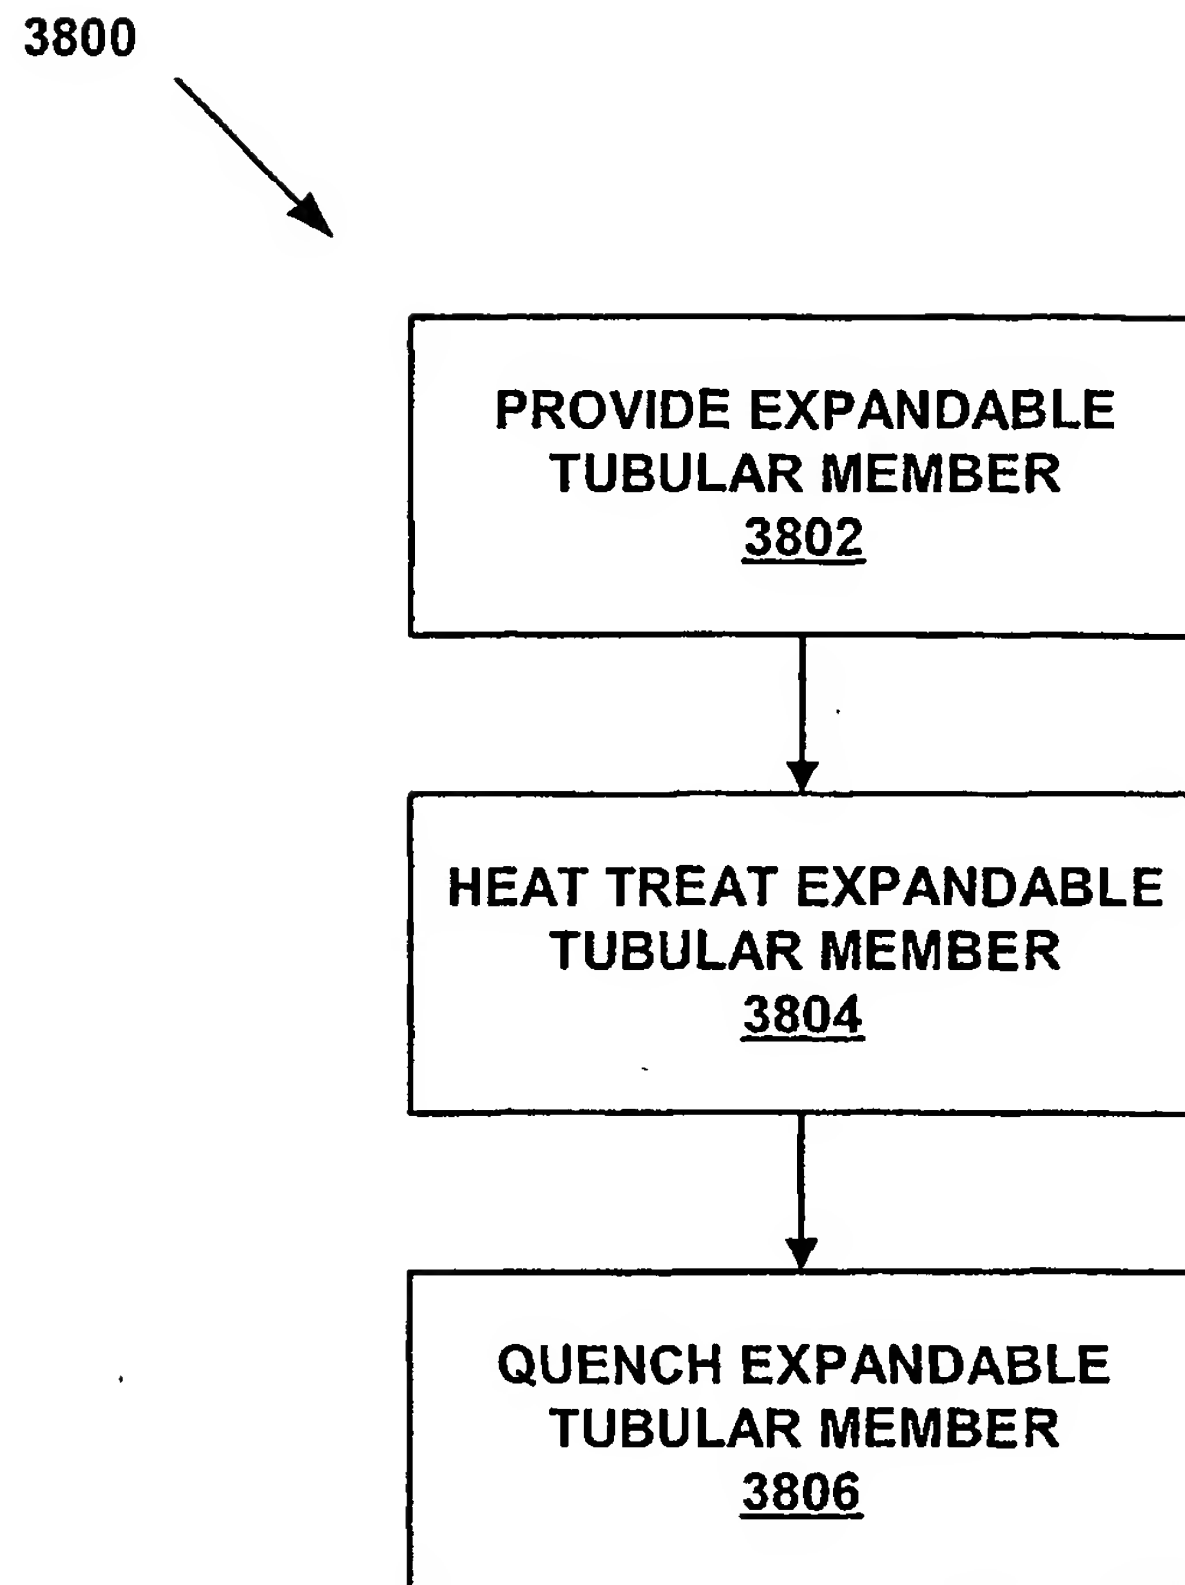 3800
PROVIDE EXPANDABLE
TUBULAR MEMBER
3802
HEAT TREAT EXPANDABLE
TUBULAR MEMBER
3804
QUENCH EXPANDABLE
TUBULAR MEMBER
3806